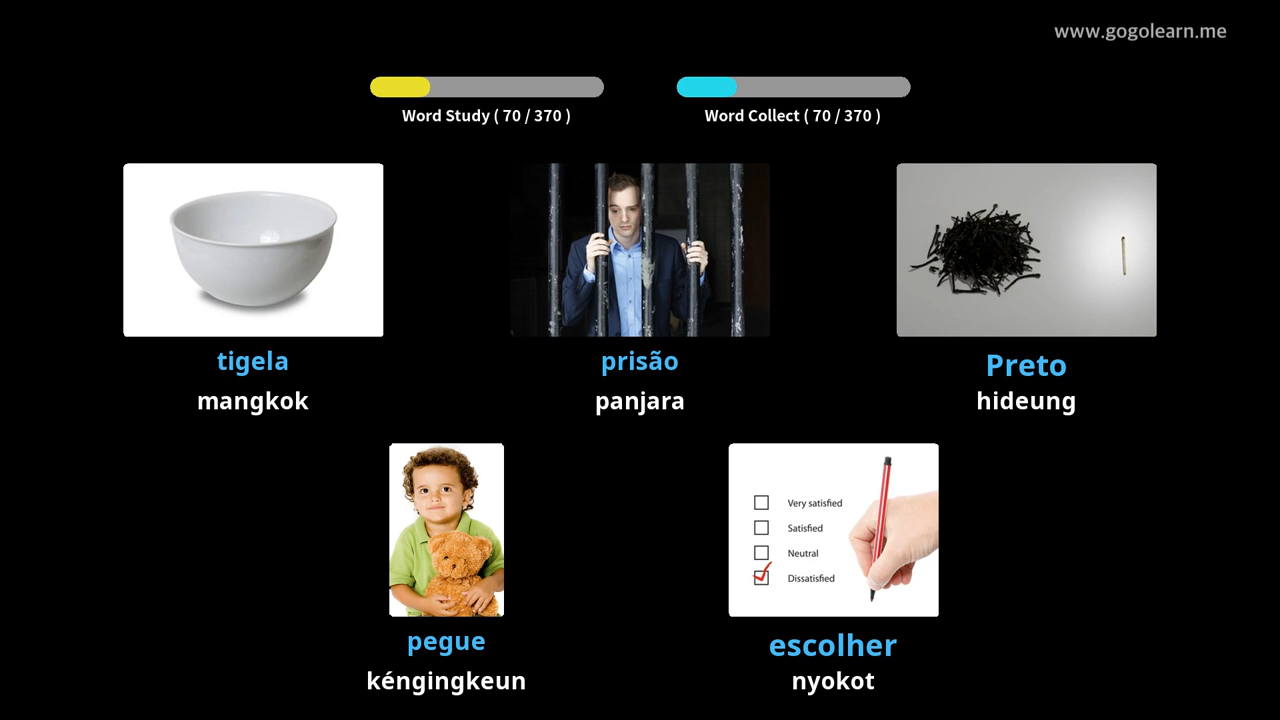 www.gogolearn.me
Word Study ( 70 / 370 )
Word Collect ( 70 / 370 )
tigela
mangkok
prisão
panjara
Preto
hideung
Very satisfied
Satisfied
Neutral
Dissatisfied
pegue
kéngingkeun
escolher
nyokot